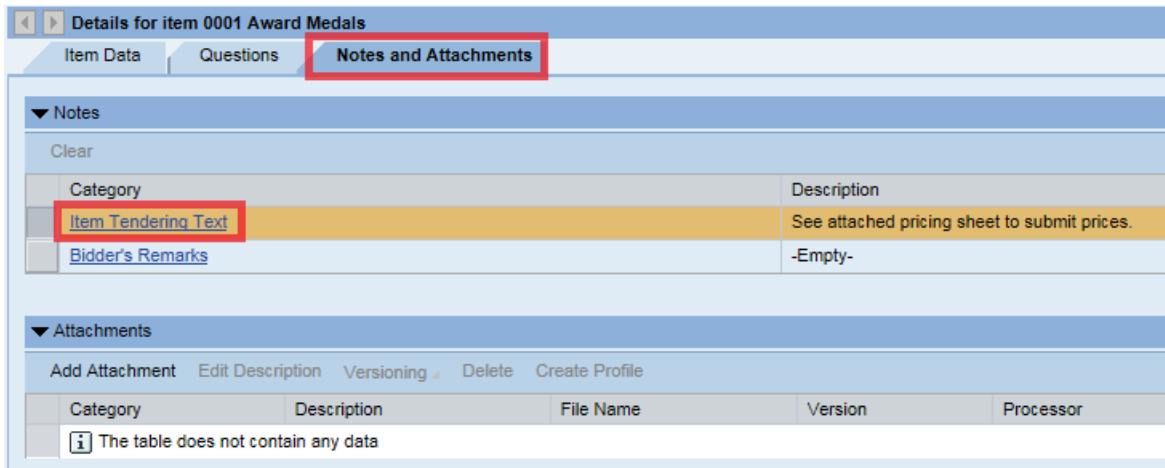 Details for item 0001 Award Medals
Item Data Questions Notes and Attachments
Notes
Clear
Category Description
Item Tendering Text See attached pricing sheet to submit prices.
Bidder's Remarks -Empty-
Attachments
Add Attachment Edit Description Versioning Delete Create Profile
Category Description File Name Version Processor
The table does not contain any data